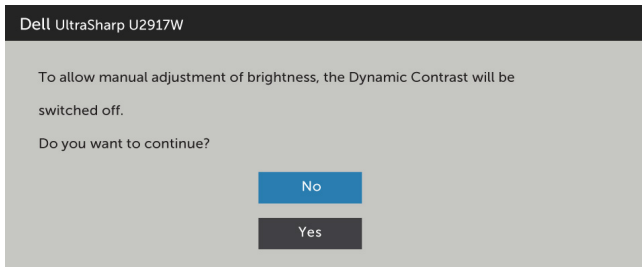 Dell UltraSharp U2917W
To allow manual adjustment of brightness, the Dynamic Contrast will be
switched off.
Do you want to continue?
No
Yes